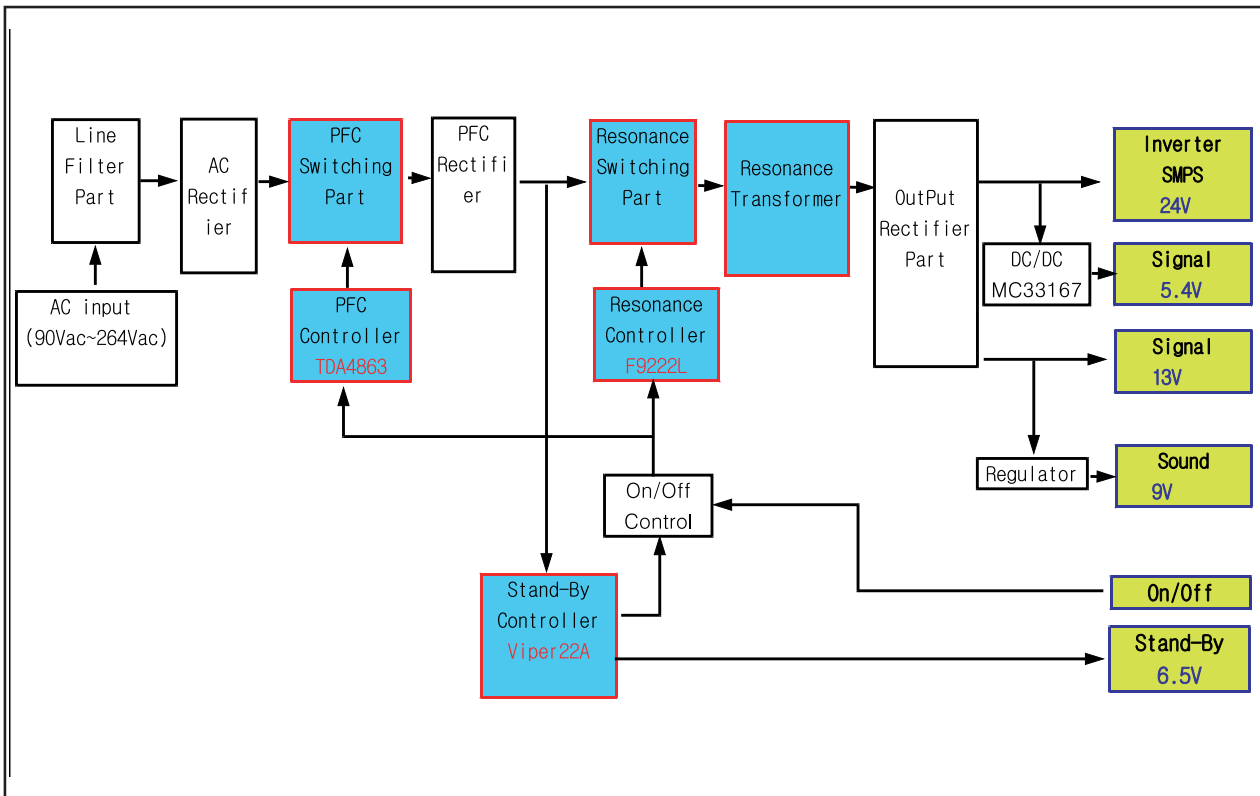 Line
Filter
Part
AC
Rectif
ier
PFC
Switching
Part
PFC
Rectifi
er
Resonance
Switching
Part
Resonance
Transformer
OutPut
Rectifier
Part
Inverter
SMPS
24V
DC/DC
MC33167
Signal
5.4V
AC input
(90Vac~264Vac)
PFC
Controller
TDA4863
Resonance
Controller
F9222L
Signal
13V
Regulator
Sound
9V
On/Off
Control
On/Off
Stand-By
Controller
Viper22A
Stand-By
6.5V